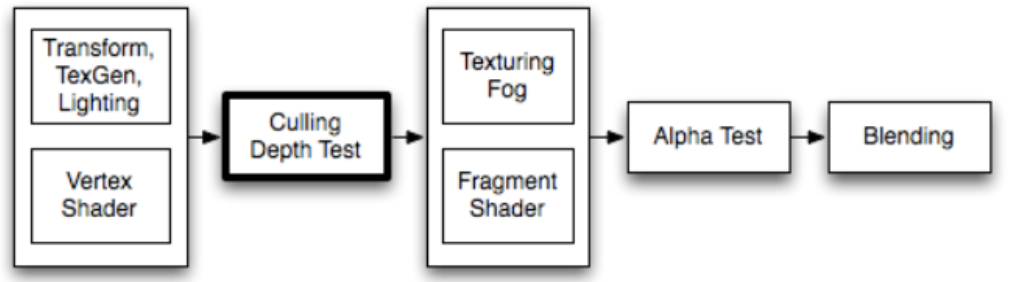 Transform,
TexGen,
Lighting
Vertex
Shader
Culling
Depth Test
Texturing
Fog
Fragment
Shader
Alpha Test
Blending